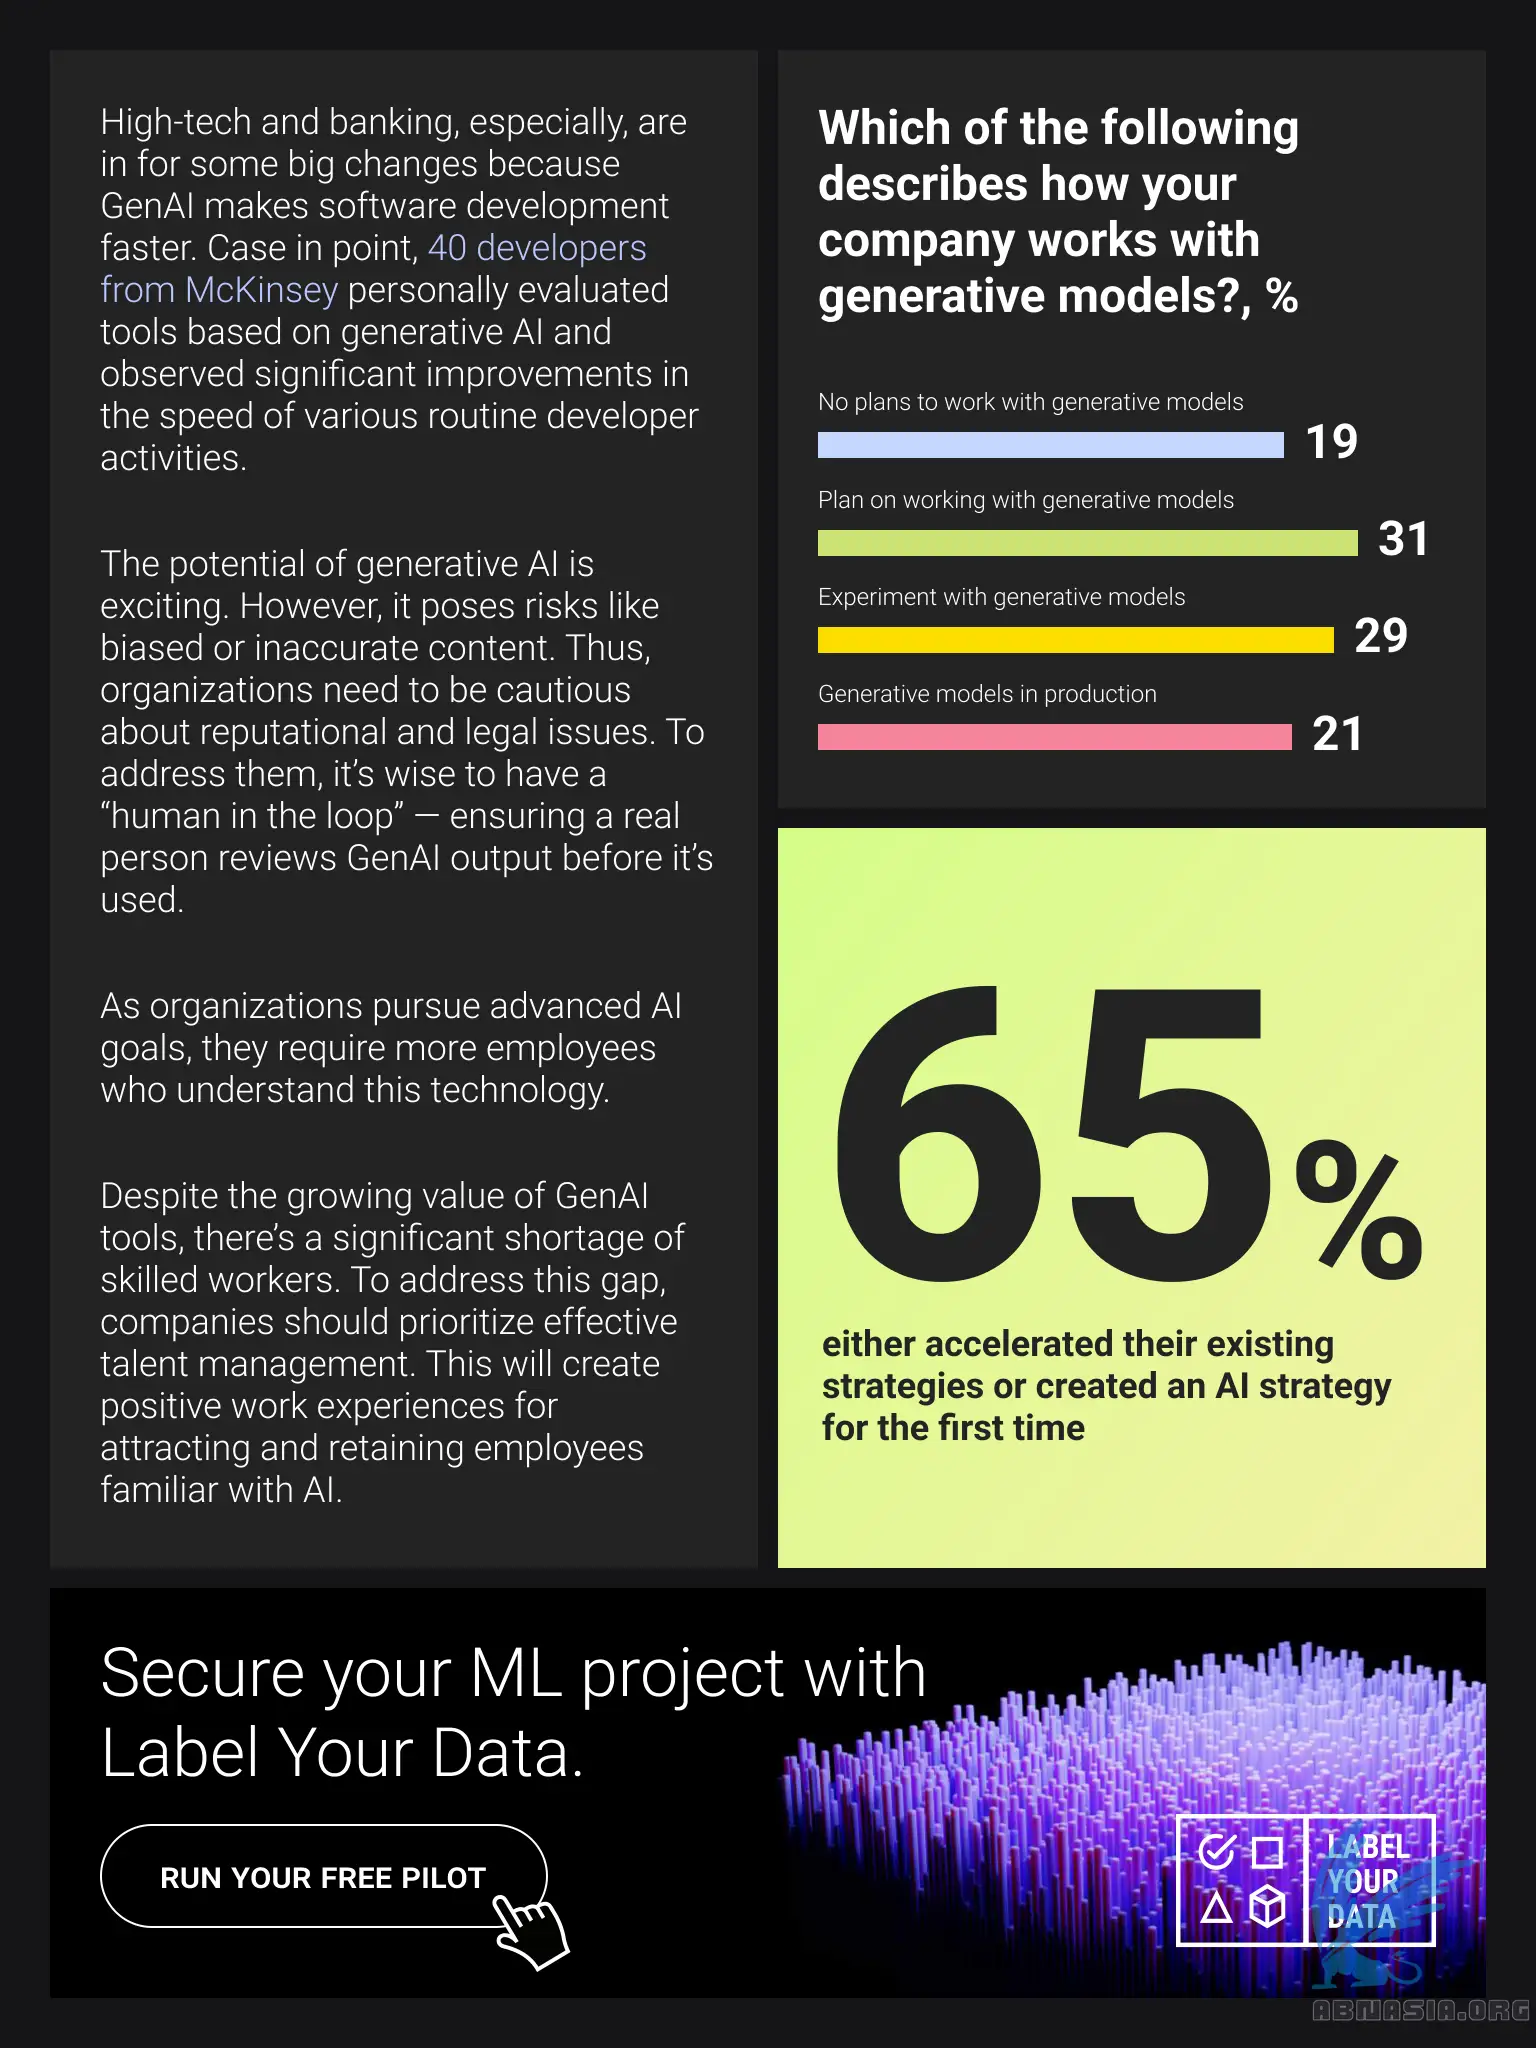 High-tech and banking, especially, are
in for some big changes because
GenAI makes software development
faster. Case in point, 40 developers
from McKinsey personally evaluated
tools based on generative AI and
observed significant improvements in
the speed of various routine developer
activities.
The potential of generative AI is
exciting. However, it poses risks like
biased or inaccurate content. Thus,
organizations need to be cautious
about reputational and legal issues. To
address them, it’s wise to have a
“human in the loop” — ensuring a real
person reviews GenAI output before it’s
used.
As organizations pursue advanced AI
goals, they require more employees
who understand this technology.
Despite the growing value of GenAI
tools, there’s a significant shortage of
skilled workers. To address this gap,
companies should prioritize effective
talent management. This will create
positive work experiences for
attracting and retaining employees
familiar with AI.
Which of the following
describes how your
company works with
generative models?, %
No plans to work with generative models
19
Plan on working with generative models
31
Experiment with generative models
29
Generative models in production
21
65%
either accelerated their existing
strategies or created an AI strategy
for the first time
Secure your ML project with
Label Your Data.
RUN YOUR FREE PILOT
LABEL
YOUR
DATA
ABNASIA.ORG